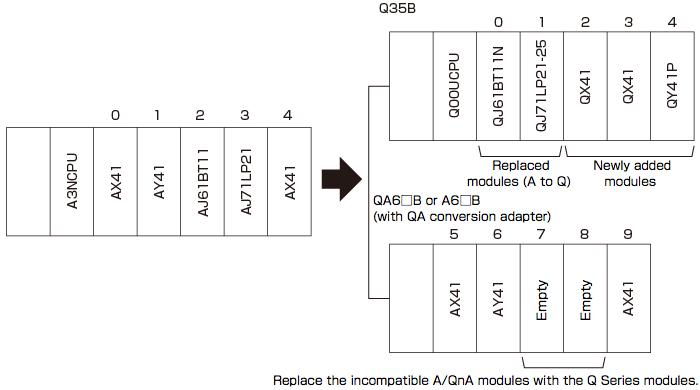 Q35B
0 1 2 3 4
Q00UCPU
QJ61BT11N
QJ71LP21-25
QX41
QX41
QY41P
0 1 2 3 4
A3NCPU
AX41
AY41
AJ61BT11
AJ71LP21
AX41
Replaced
modules (A to Q)
Newly added
modules
QA6□B or A6□B
(with QA conversion adapter)
5 6 7 8 9
AX41
AY41
Empty
Empty
AX41
Replace the incompatible A/QnA modules with the Q Series modules.